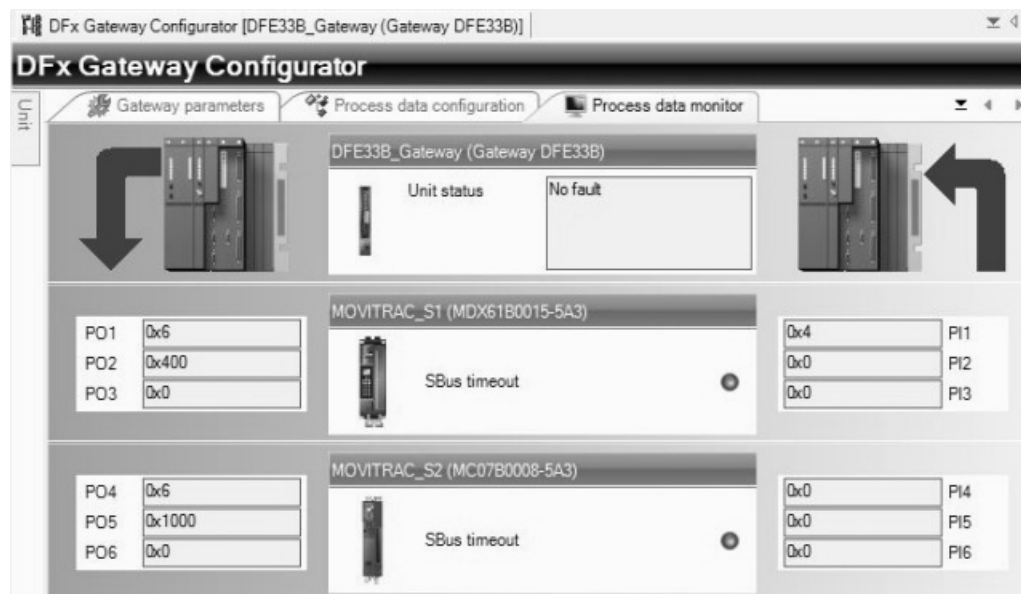 DFx Gateway Configurator [DFE33B_Gateway (Gateway DFE33B)]
DFx Gateway Configurator
Unit
Gateway parameters
Process data configuration
Process data monitor
DFE33B_Gateway (Gateway DFE33B)
Unit status
No fault
MOVITRAC_S1 (MDX61B0015-5A3)
PO1 0x6
PO2 0x400
PO3 0x0
SBus timeout
0x4 PI1
0x0 PI2
0x0 PI3
MOVITRAC_S2 (MC07B0008-5A3)
PO4 0x6
PO5 0x1000
PO6 0x0
SBus timeout
0x0 PI4
0x0 PI5
0x0 PI6